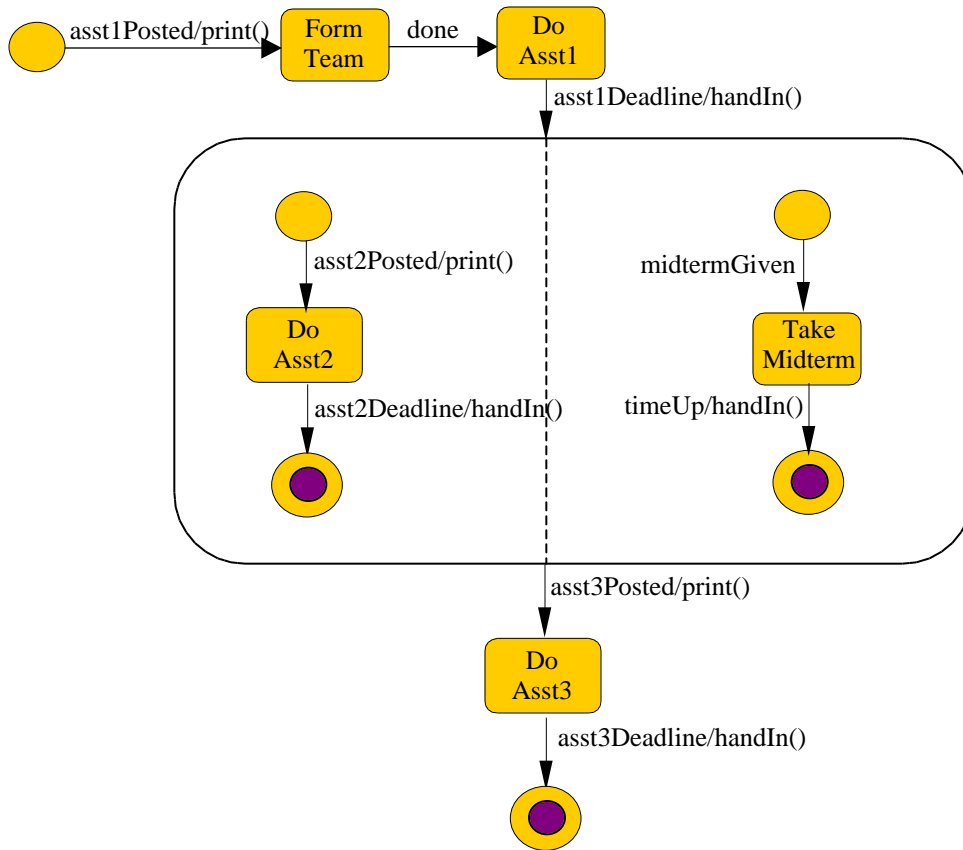 asst1Posted/print()
Form
Team
done
Do
Asst1
asst1Deadline/handIn()
asst2Posted/print()
midtermGiven
Do
Asst2
Take
Midterm
asst2Deadline/handIn()
timeUp/handIn()
asst3Posted/print()
Do
Asst3
asst3Deadline/handIn()